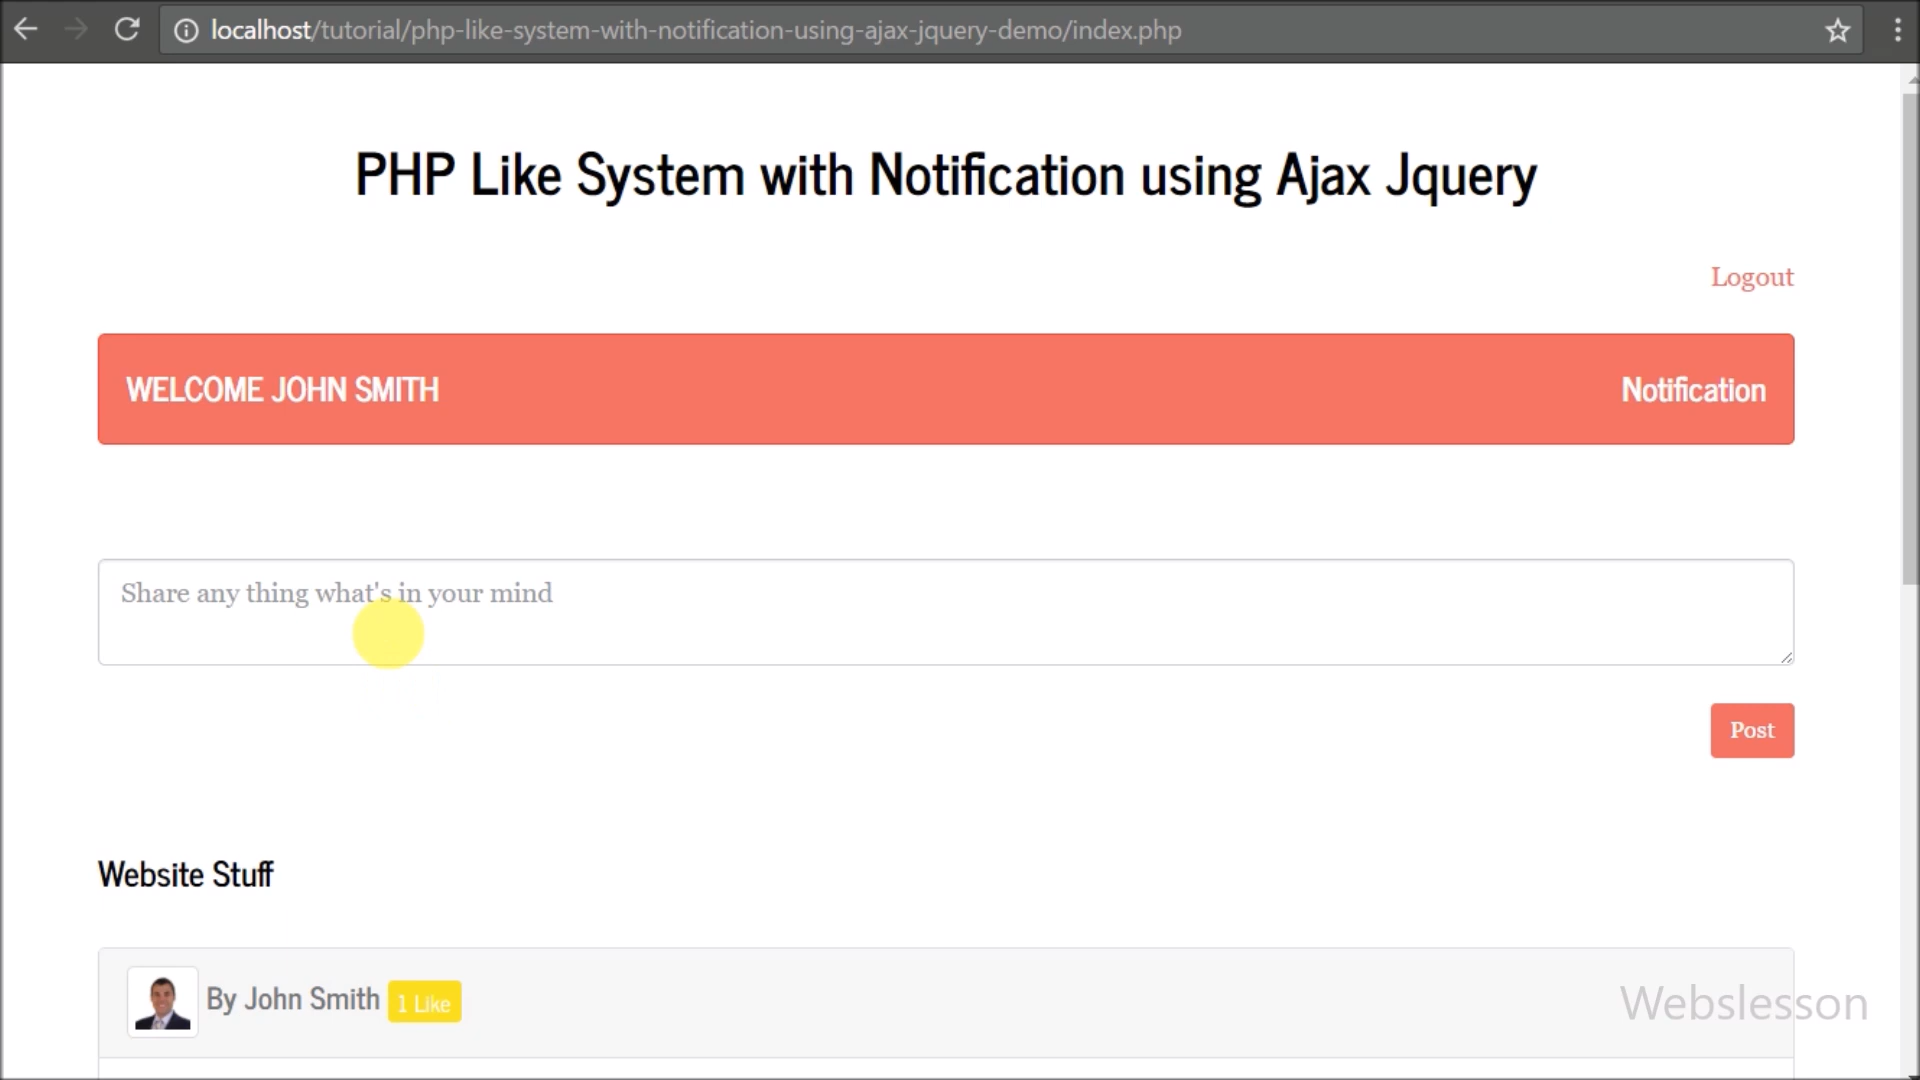 localhost/tutorial/php-like-system-with-notification-using-ajax-jquery-demo/index.php
PHP Like System with Notification using Ajax Jquery
Logout
WELCOME JOHN SMITH
Notification
Share any thing what's in your mind
Post
Website Stuff
By John Smith 1 Like
Webslesson